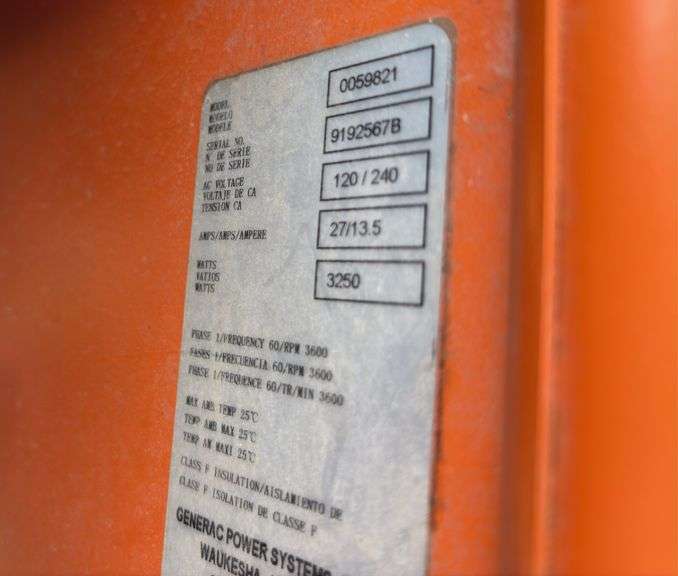 MODEL
MODELO
MODELE
0059821
SERIAL NO.
N° DE SERIE
NO DE SERIE
9192567B
AC VOLTAGE
VOLTAJE DE CA
TENSION CA
120 / 240
AMPS/AMPS/AMPERE
27/13.5
WATTS
VATIOS
WATTS
3250
PHASE 1/FREQUENCY 60/RPM 3600
FASES 1/FRECUENCIA 60/RPM 3600
PHASE 1/FREQUENCE 60/TR/MIN 3600
MAX AMB TEMP 25°C
TEMP AMB MAX 25°C
TEMP AM MAXI 25°C
CLASS F INSULATION/AISLAMIENTO DE
CLASE F ISOLATION DE CLASSE F
GENERAC POWER SYSTEMS
WAUKESHA,